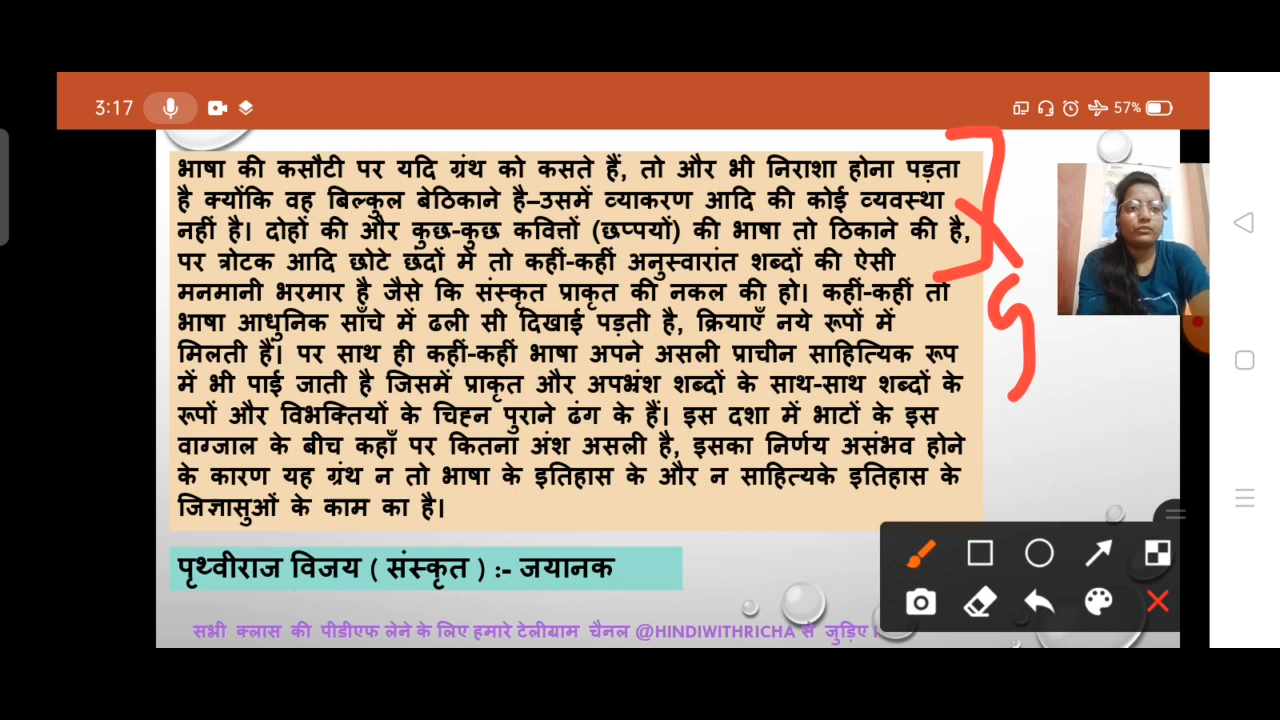 3:17
57%
भाषा की कसौटी पर यदि ग्रंथ को कसते हैं, तो और भी निराशा होना पड़ता
है क्योंकि वह बिल्कुल बेठिकाने है–उसमें व्याकरण आदि की कोई व्यवस्था
नहीं है। दोहों की और कुछ-कुछ कवित्तों (छप्पयों) की भाषा तो ठिकाने की है,
पर त्रोटक आदि छोटे छंदों में तो कहीं-कहीं अनुस्वारांत शब्दों की ऐसी
मनमानी भरमार है जैसे कि संस्कृत प्राकृत की नकल की हो। कहीं-कहीं तो
भाषा आधुनिक साँचे में ढली सी दिखाई पड़ती है, क्रियाएँ नये रूपों में
मिलती हैं। पर साथ ही कहीं-कहीं भाषा अपने असली प्राचीन साहित्यिक रूप
में भी पाई जाती है जिसमें प्राकृत और अपभ्रंश शब्दों के साथ-साथ शब्दों के
रूपों और विभक्तियों के चिह्न पुराने ढंग के हैं। इस दशा में भाटों के इस
वाग्जाल के बीच कहाँ पर कितना अंश असली है, इसका निर्णय असंभव होने
के कारण यह ग्रंथ न तो भाषा के इतिहास के और न साहित्यके इतिहास के
जिज्ञासुओं के काम का है।
पृथ्वीराज विजय ( संस्कृत ) :- जयानक
सभी क्लास की पीडीएफ लेने के लिए हमारे टेलीग्राम चैनल @HINDIWITHRICHA से जुड़िए।